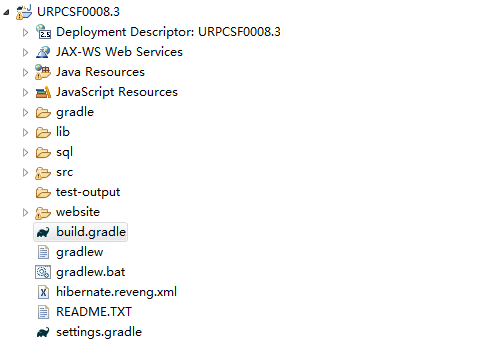 URPCSF0008.3
Deployment Descriptor: URPCSF0008.3
JAX-WS Web Services
Java Resources
JavaScript Resources
gradle
lib
sql
src
test-output
website
build.gradle
gradlew
gradlew.bat
hibernate.reveng.xml
README.TXT
settings.gradle